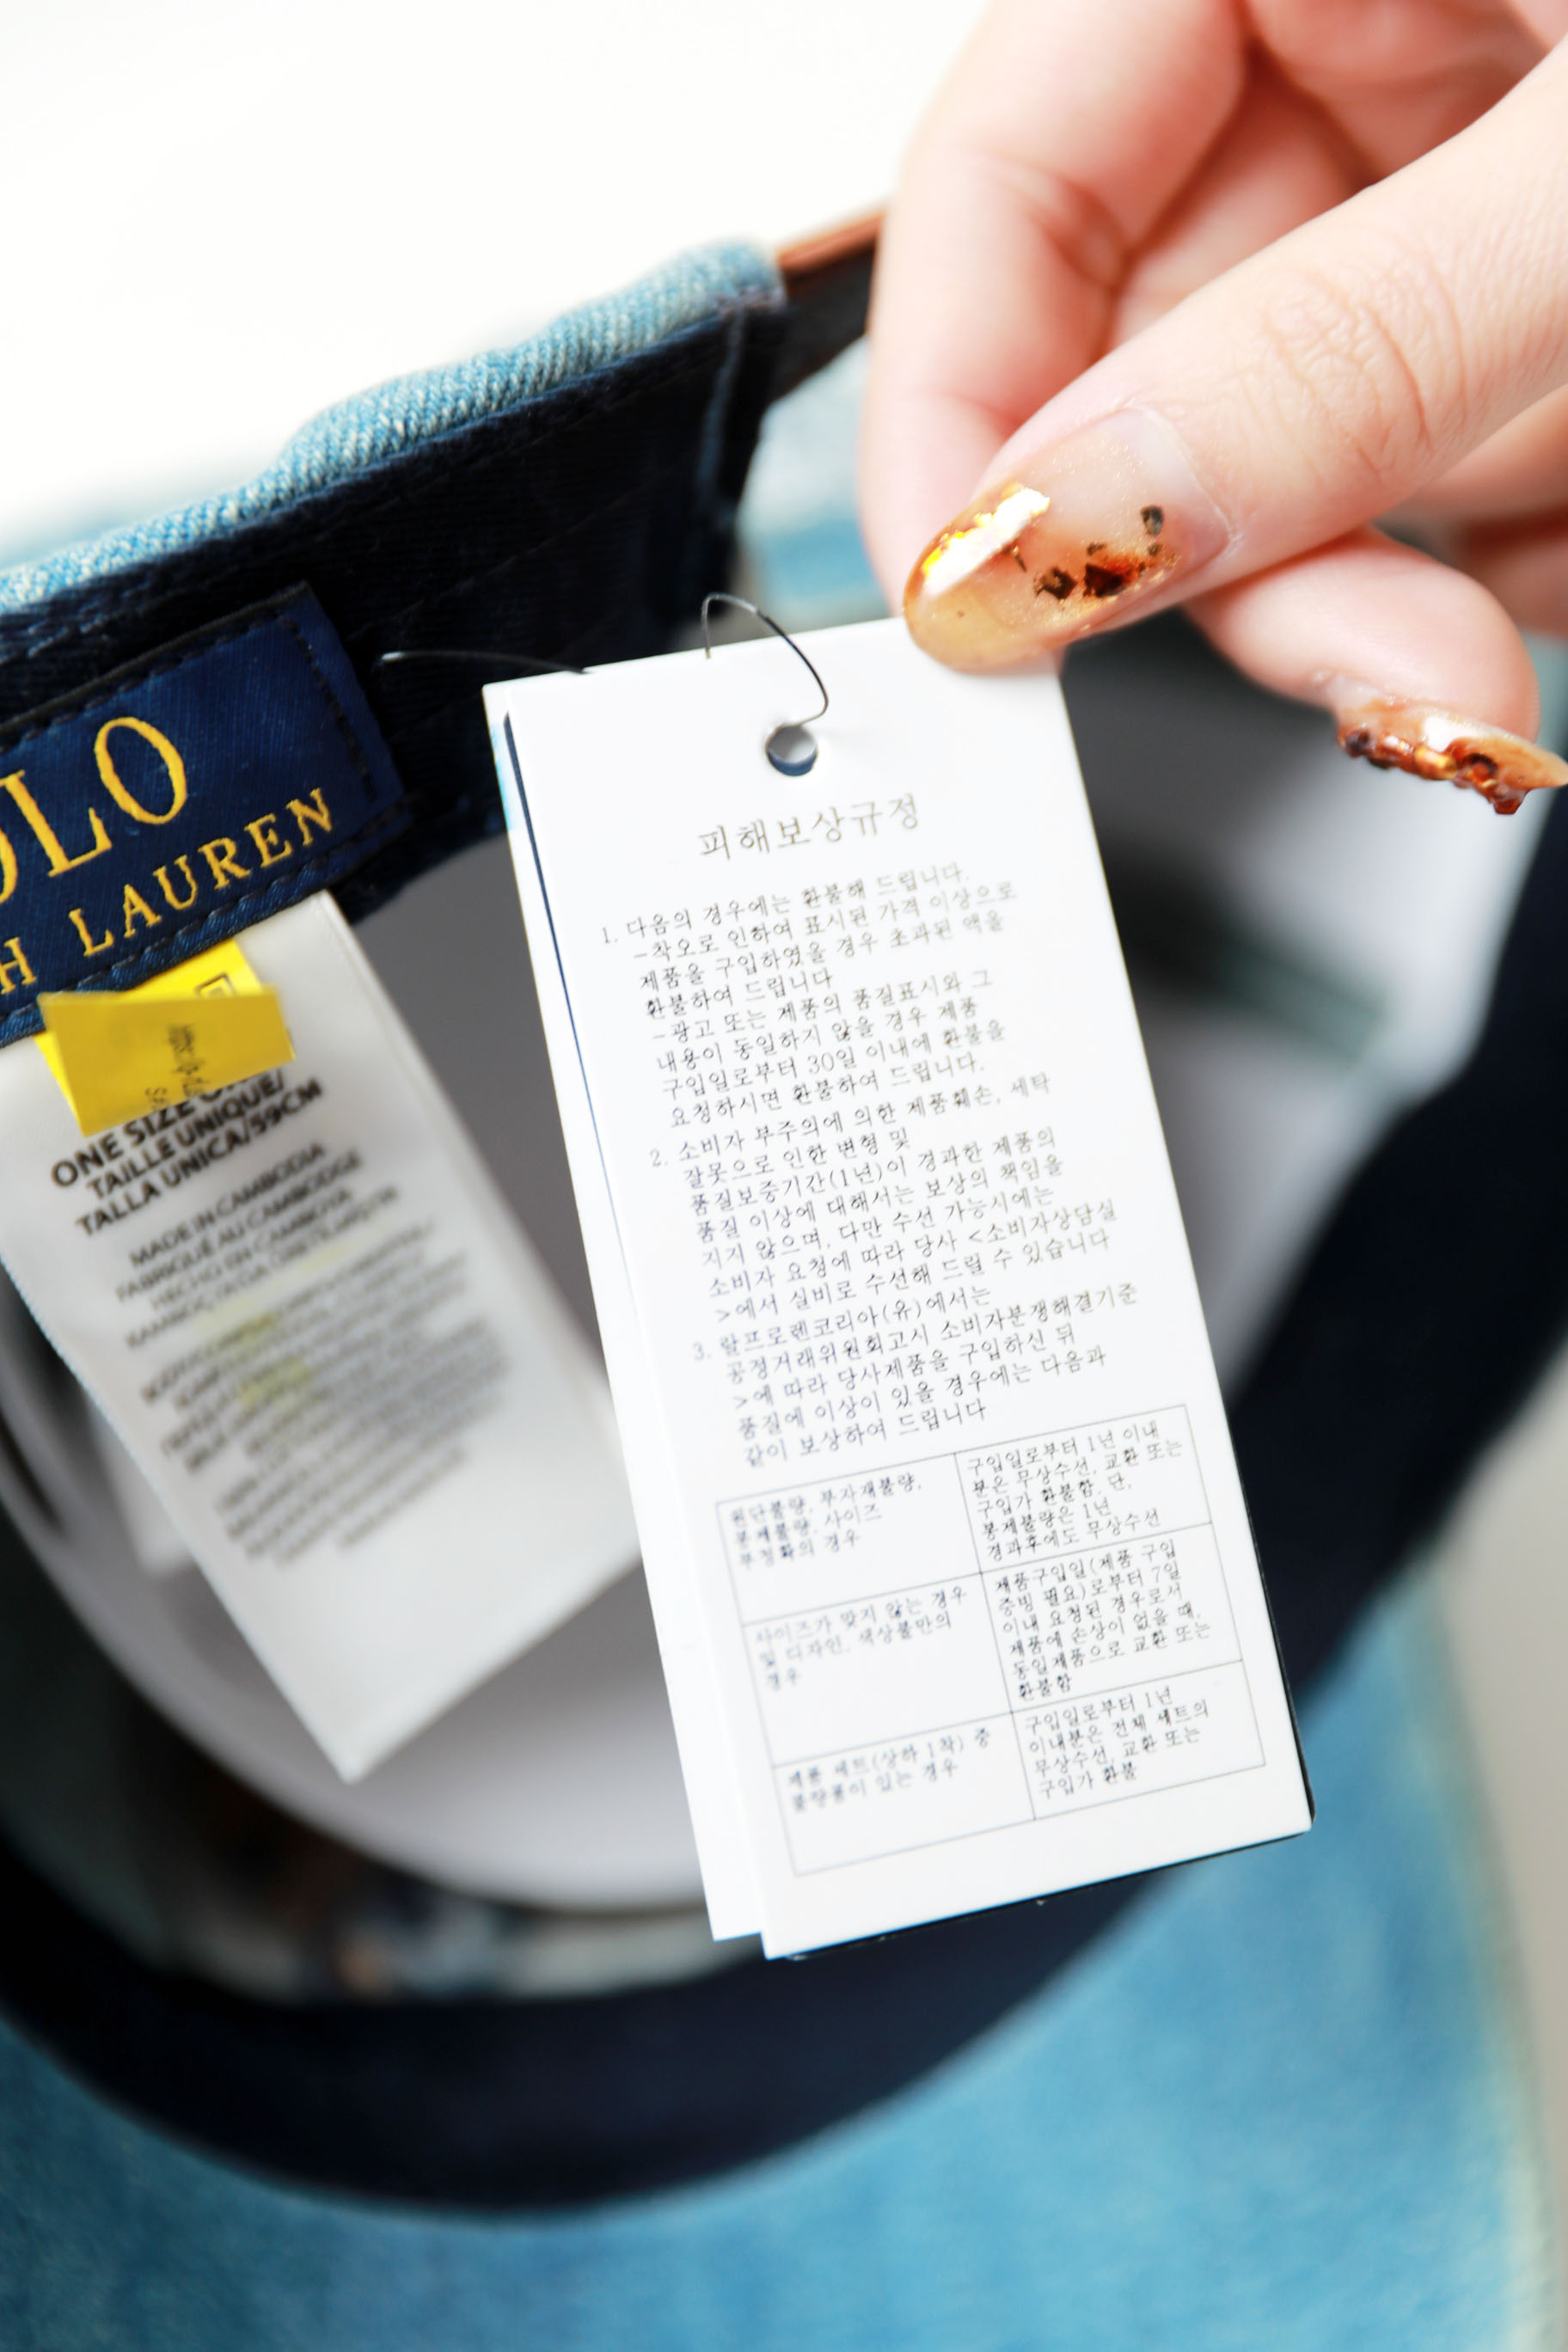 OLO
H LAUREN
ONE SIZE
TAILLE UNIQUE/
TALLA UNICA/59CM
MADE IN CAMBODIA
FABRIQUÉ AU CAMBODGE
HECHO EN CAMBOYA
피해보상규정
1. 다음의 경우에는 환불해 드립니다.
-착오로 인하여 표시된 가격 이상으로
제품을 구입하였을 경우 초과된 액을
환불하여 드립니다
-광고 또는 제품의 품질표시와 그
내용이 동일하지 않을 경우 제품
구입일로부터 30일 이내에 환불을
요청하시면 환불하여 드립니다.
2. 소비자 부주의에 의한 제품훼손, 세탁
잘못으로 인한 변형 및
품질보증기간(1년)이 경과한 제품의
품질 이상에 대해서는 보상의 책임을
지지 않으며, 다만 수선 가능시에는
소비자 요청에 따라 당사 <소비자상담실
>에서 실비로 수선해 드릴 수 있습니다
3. 랄프로렌코리아(유)에서는
공정거래위원회고시 소비자분쟁해결기준
>에 따라 당사제품을 구입하신 뒤
품질에 이상이 있을 경우에는 다음과
같이 보상하여 드립니다
원단불량, 부자재불량,
봉제불량, 사이즈
부정확의 경우
구입일로부터 1년 이내
분은 무상수선, 교환 또는
구입가 환불함. 단,
봉제불량은 1년
경과후에도 무상수선
사이즈가 맞지 않는 경우
및 디자인, 색상불만의
경우
제품구입일(제품 구입
증빙 필요)로부터 7일
이내 요청된 경우로서
제품에 손상이 없을 때,
동일제품으로 교환 또는
환불함
제품 세트(상하 1착) 중
불량품이 있는 경우
구입일로부터 1년
이내분은 전체 세트의
무상수선, 교환 또는
구입가 환불